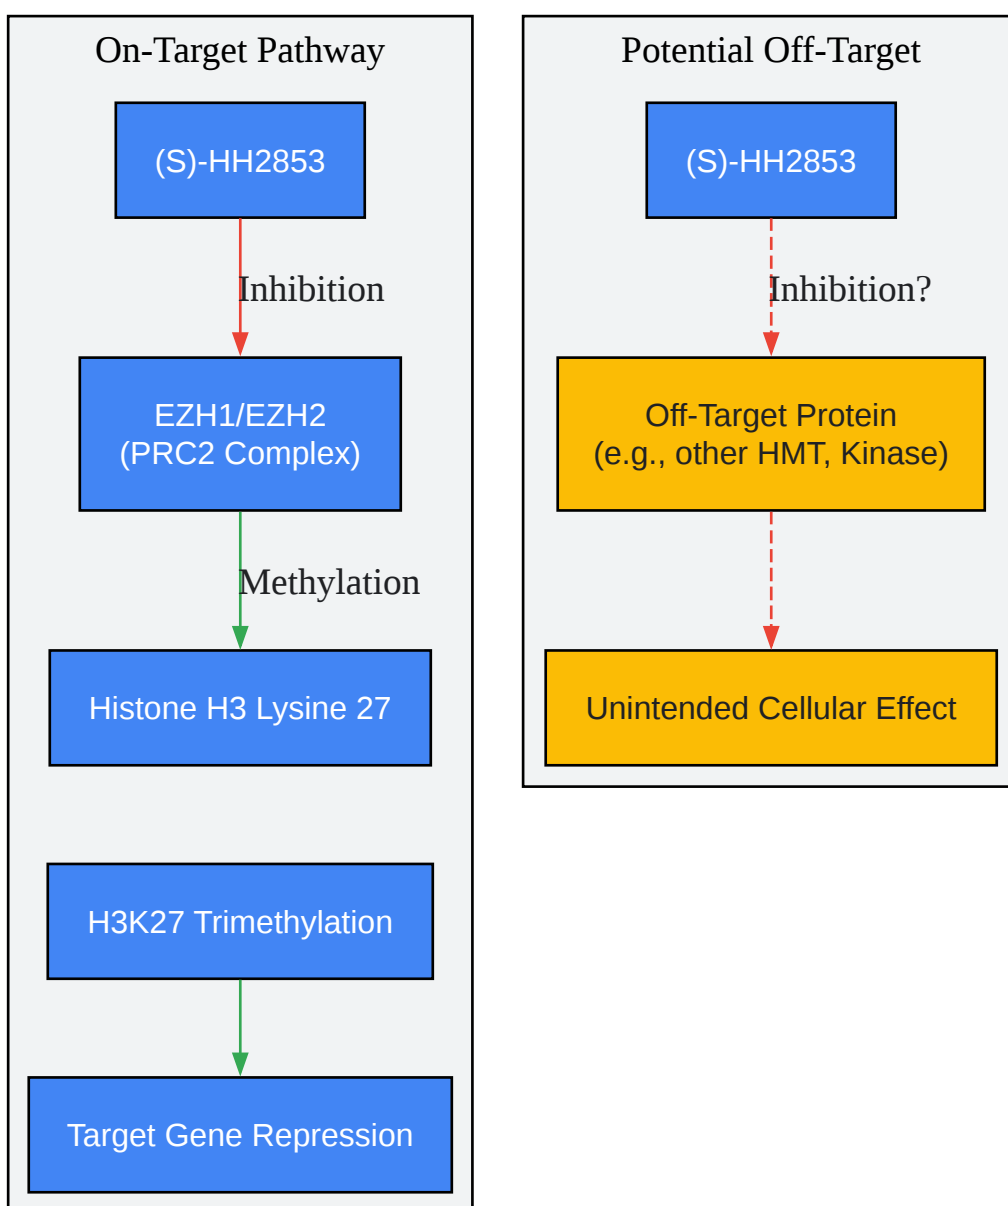 On-Target Pathway
(S)-HH2853
Inhibition
EZH1/EZH2
(PRC2 Complex)
Methylation
Histone H3 Lysine 27
H3K27 Trimethylation
Target Gene Repression
Potential Off-Target
(S)-HH2853
Inhibition?
Off-Target Protein
(e.g., other HMT, Kinase)
Unintended Cellular Effect